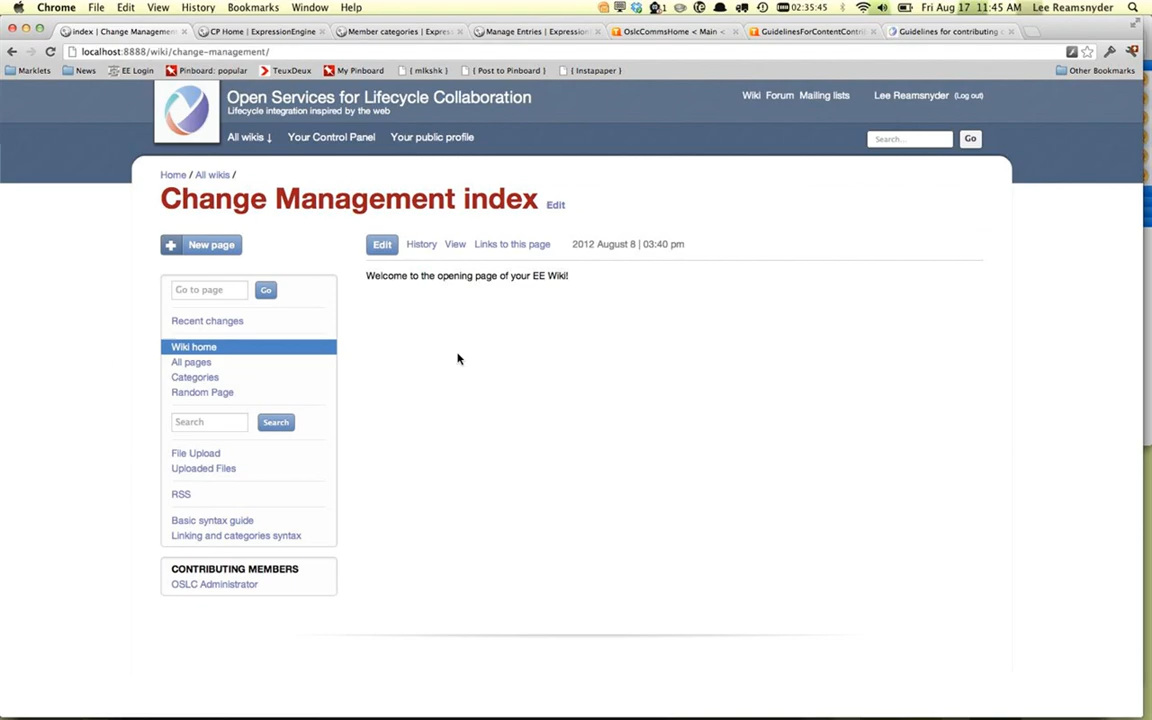 Chrome File Edit View History Bookmarks Window Help 02:35:45 Fri Aug 17 11:45 AM Lee Reamsnyder
index | Change Managemen CP Home | ExpressionEngine Member categories | Expres Manage Entries | Expression OslcCommsHome < Main < GuidelinesForContentContrib Guidelines for contributing
localhost:8888/wiki/change-management/
Marklets News EE Login Pinboard: popular TeuxDeux My Pinboard { mlkshk } { Post to Pinboard } { Instapaper } Other Bookmarks
Open Services for Lifecycle Collaboration
Lifecycle integration inspired by the web
Wiki Forum Mailing lists Lee Reamsnyder (Log out)
All wikis ↓ Your Control Panel Your public profile Search... Go
Home / All wikis /
Change Management index Edit
New page
Edit History View Links to this page 2012 August 8 | 03:40 pm
Welcome to the opening page of your EE Wiki!
Go to page Go
Recent changes
Wiki home
All pages
Categories
Random Page
Search Search
File Upload
Uploaded Files
RSS
Basic syntax guide
Linking and categories syntax
CONTRIBUTING MEMBERS
OSLC Administrator